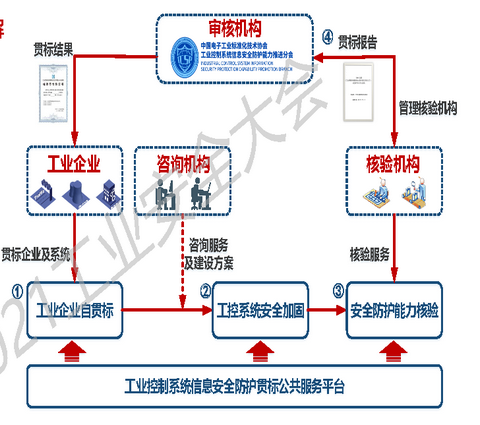 解
审核机构
中国电子工业标准化技术协会
工业控制系统信息安全防护能力推进分会
INDUSTRIAL CONTROL SYSTEM INFORMATION
SECURITY PROTECTION CAPABILITY PROMOTION BRANCH
贯标结果
④ 贯标报告
管理核验机构
工业企业
咨询机构
核验机构
贯标企业及系统
咨询服务
及建设方案
核验服务
① ② ③
工业企业自贯标
工控系统安全加固
安全防护能力核验
工业控制系统信息安全防护贯标公共服务平台
021工业安全大会